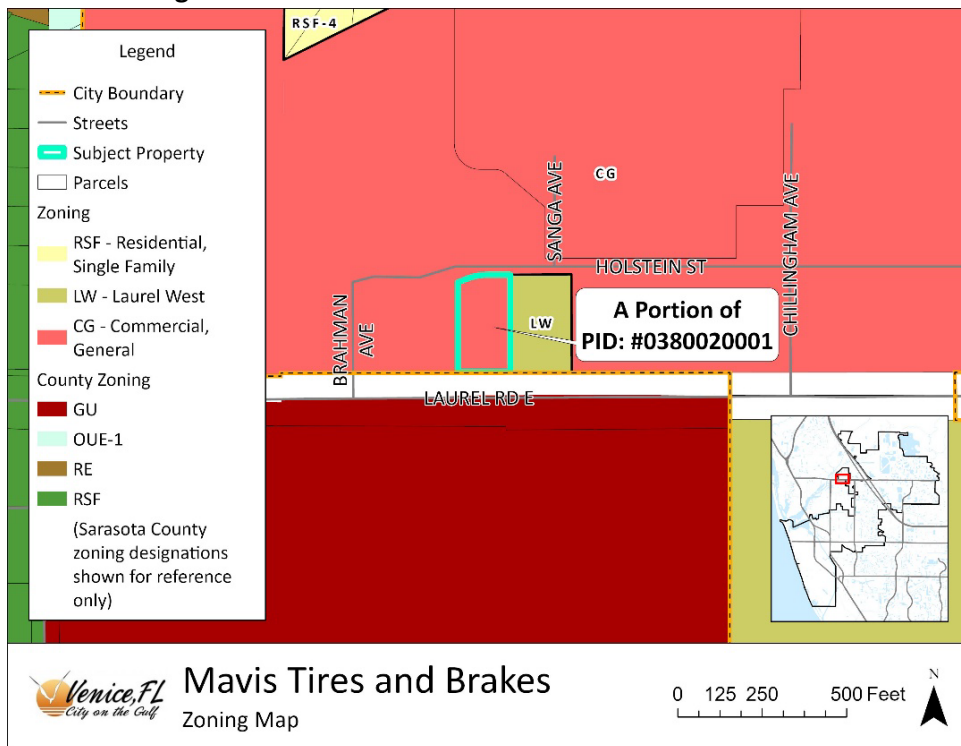 RSF-4
Legend
City Boundary
Streets
Subject Property
Parcels
Zoning
RSF - Residential,
Single Family
LW - Laurel West
CG - Commercial,
General
County Zoning
GU
OUE-1
RE
RSF
(Sarasota County
zoning designations
shown for reference
only)
CG
SANGA AVE
CHILLINGHAM AVE
HOLSTEIN ST
BRAHMAN
AVE
LW
A Portion of
PID: #0380020001
LAUREL RD E
Venice, FL
City on the Gulf
Mavis Tires and Brakes
Zoning Map
0 125 250 500 Feet
N